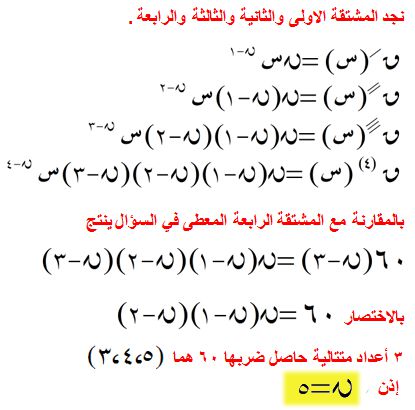 نجد المشتقة الاولى والثانية والثالثة والرابعة .
ق′(س) = ن س^(ن-١)
ق″(س) = ن(ن-١) س^(ن-٢)
ق‴(س) = ن(ن-١)(ن-٢) س^(ن-٣)
ق^(٤)(س) = ن(ن-١)(ن-٢)(ن-٣) س^(ن-٤)
بالمقارنة مع المشتقة الرابعة المعطى في السؤال ينتج
٦٠(ن-٣) = ن(ن-١)(ن-٢)(ن-٣)
بالاختصار ٦٠ = ن(ن-١)(ن-٢)
٣ أعداد متتالية حاصل ضربها ٦٠ هما (٣،٤،٥)
إذن ن=٥